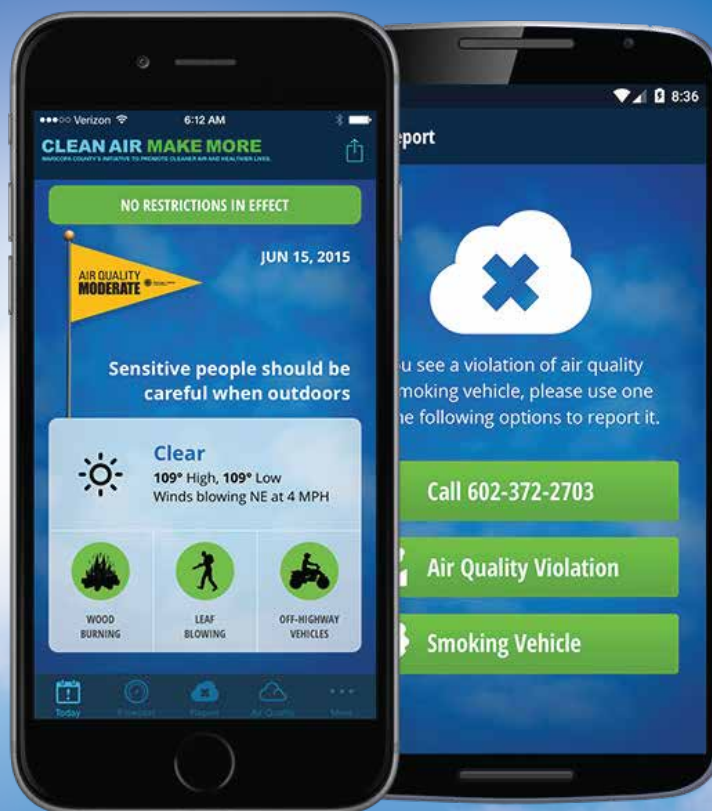 Verizon
6:12 AM
CLEAN AIR MAKE MORE
MARICOPA COUNTY'S INITIATIVE TO PROMOTE CLEANER AIR AND HEALTHIER LIVES.
NO RESTRICTIONS IN EFFECT
JUN 15, 2015
AIR QUALITY
MODERATE
Sensitive people should be
careful when outdoors
Clear
109° High, 109° Low
Winds blowing NE at 4 MPH
WOOD
BURNING
LEAF
BLOWING
OFF-HIGHWAY
VEHICLES
Today
Forecast
Report
Air Quality
More
8:36
eport
u see a violation of air quality
moking vehicle, please use one
he following options to report it.
Call 602-372-2703
Air Quality Violation
Smoking Vehicle